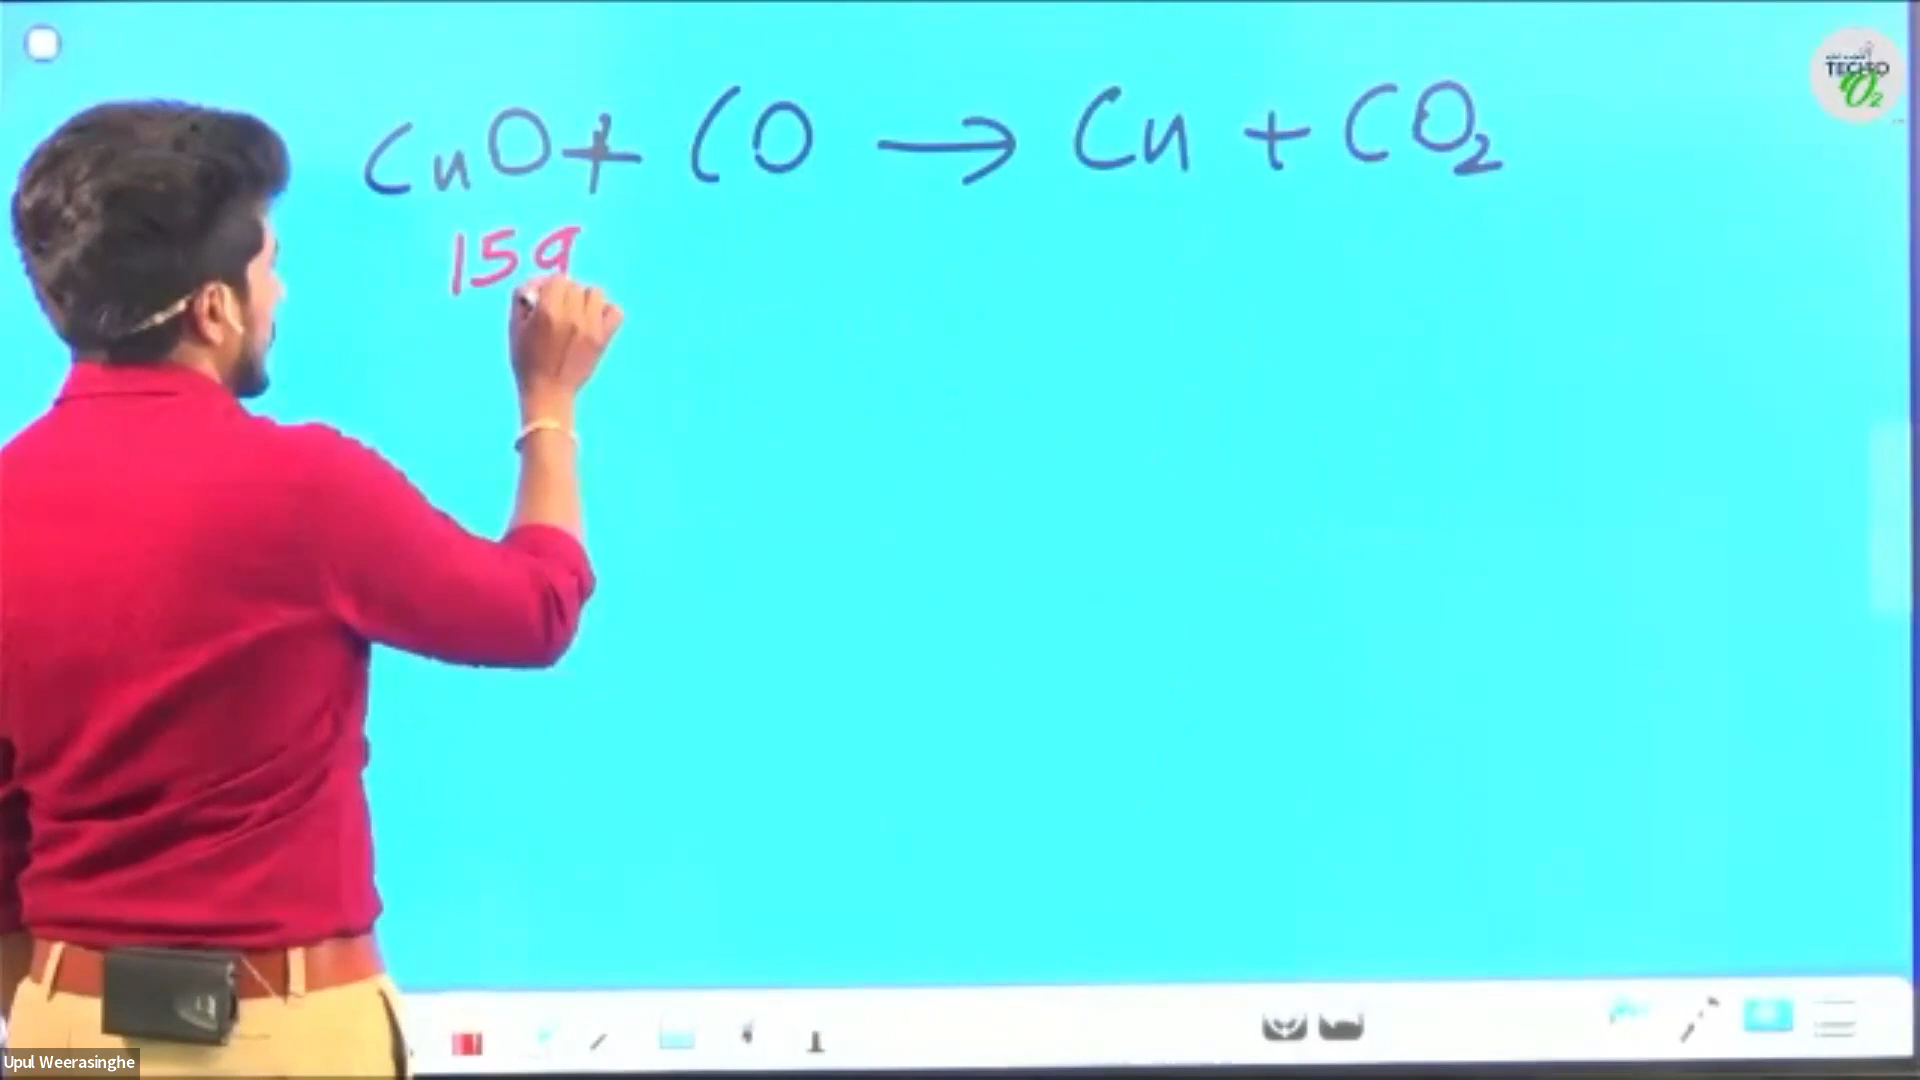 CuO + CO → Cu + CO₂
15g
TECHNO
O₂
Upul Weerasinghe